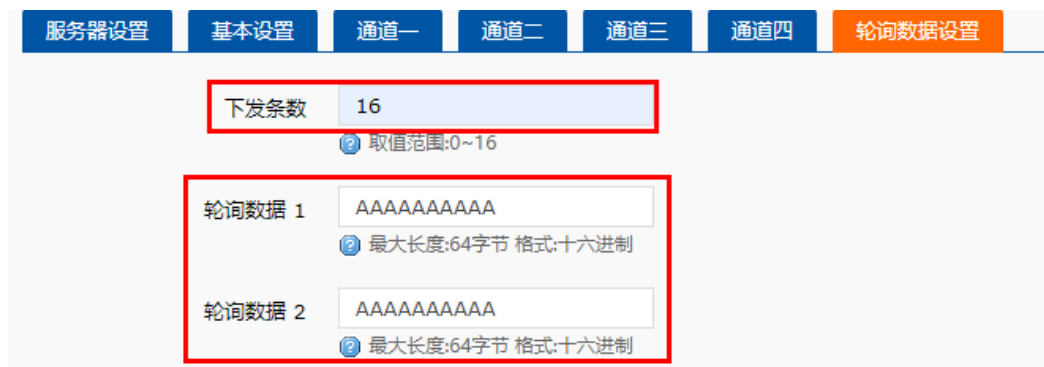 服务器设置 基本设置 通道一 通道二 通道三 通道四 轮询数据设置
下发条数 16
取值范围:0~16
轮询数据 1 AAAAAAAAAA
最大长度:64字节 格式:十六进制
轮询数据 2 AAAAAAAAAA
最大长度:64字节 格式:十六进制